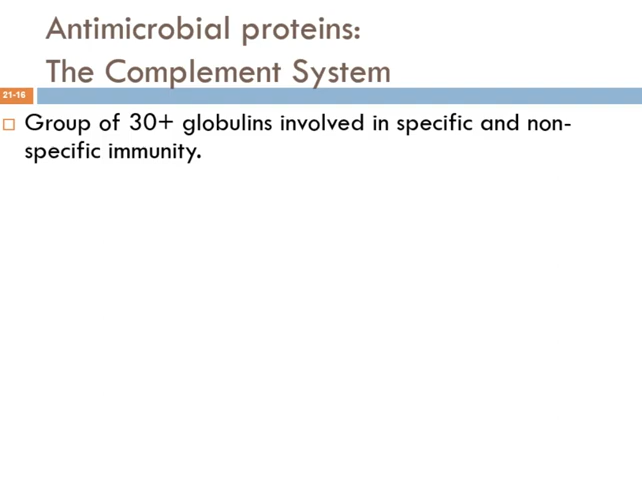 Antimicrobial proteins:
The Complement System
21-16
Group of 30+ globulins involved in specific and non-
specific immunity.